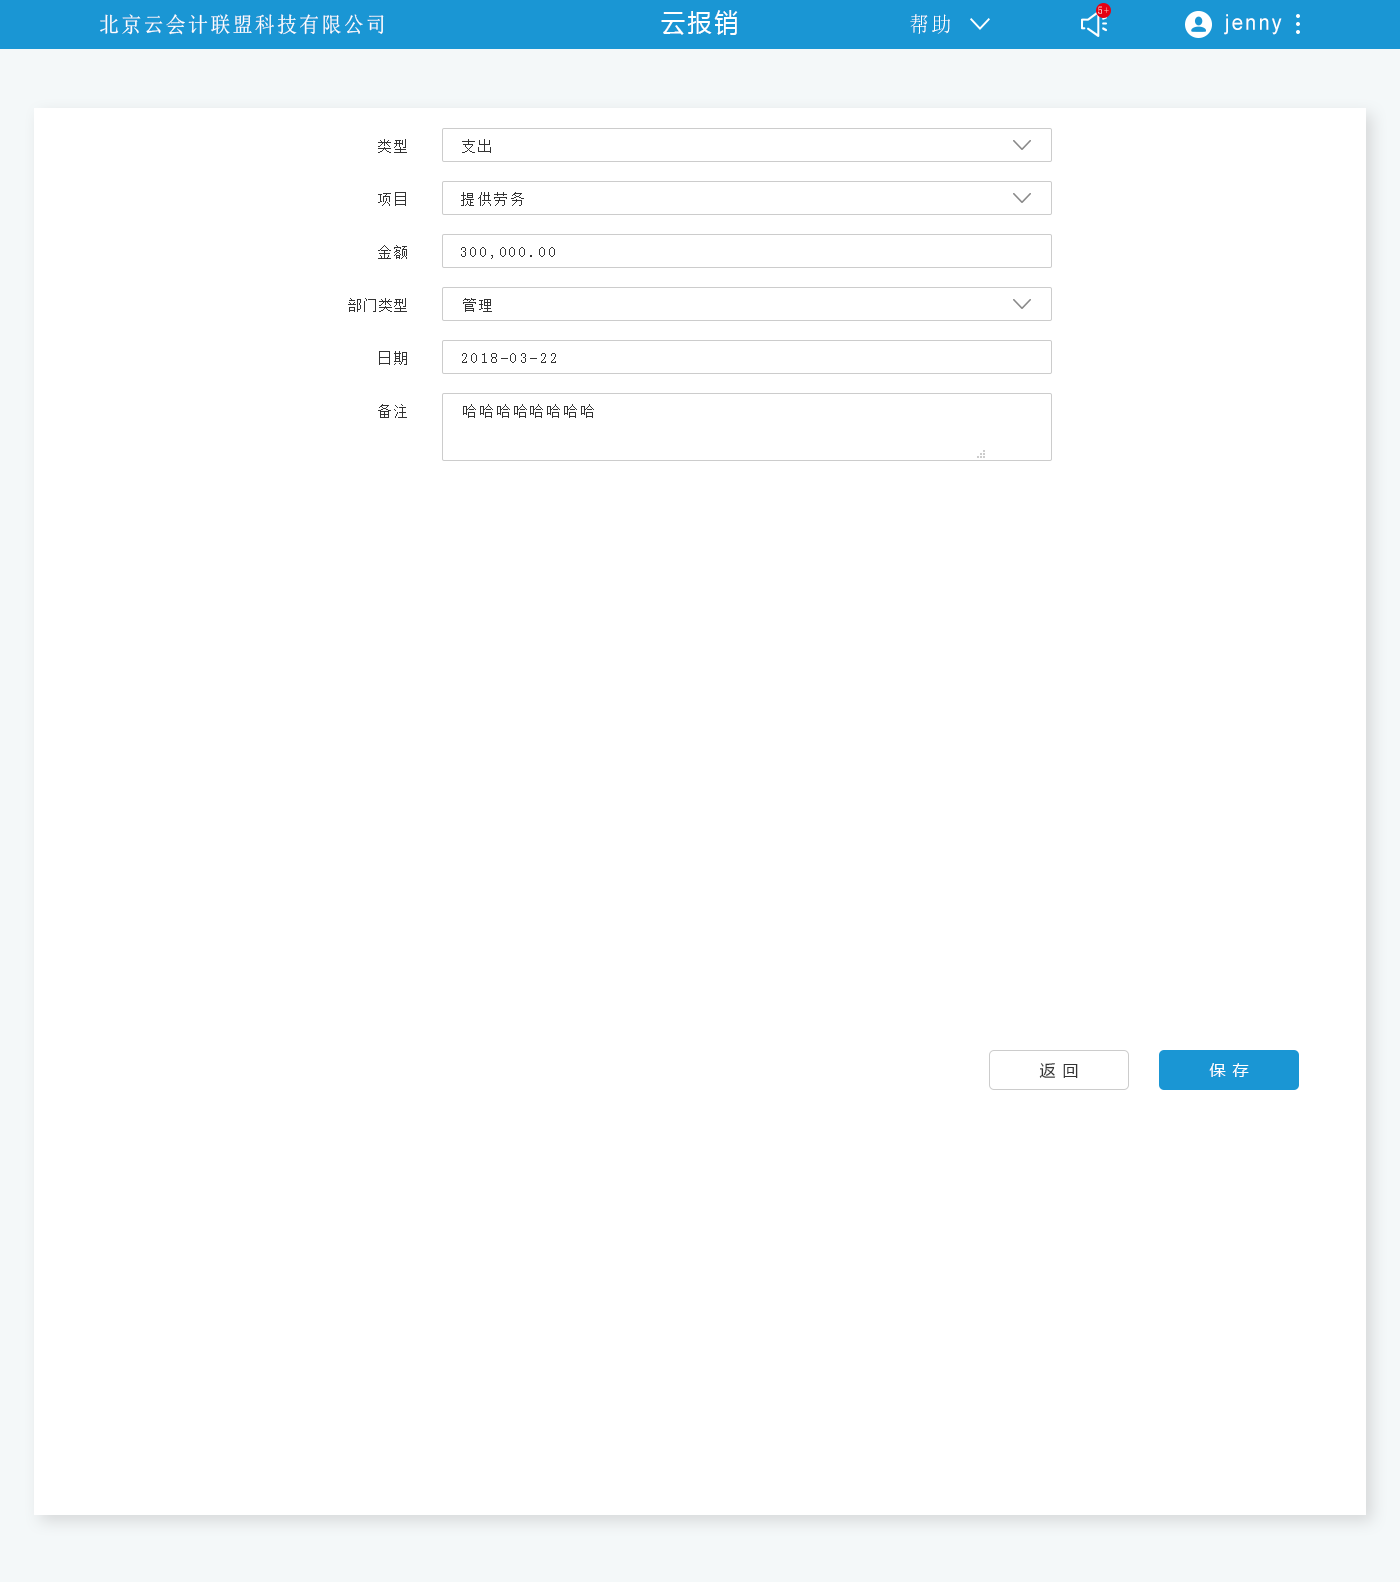 北京云会计联盟科技有限公司 云报销 帮助 5+ jenny
类型 支出
项目 提供劳务
金额 300,000.00
部门类型 管理
日期 2018-03-22
备注 哈哈哈哈哈哈哈哈
返回 保存